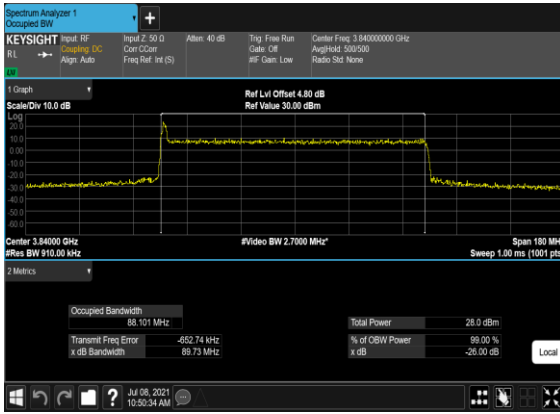 Spectrum Analyzer 1
Occupied BW
+
KEYSIGHT Input: RF Input Z: 50 Ω Atten: 40 dB Trig: Free Run Center Freq: 3.840000000 GHz
RL Coupling: DC Corr CCorr Gate: Off Avg|Hold: 500/500
Align: Auto Freq Ref: Int (S) #IF Gain: Low Radio Std: None
1 Graph
Ref Lvl Offset 4.80 dB
Scale/Div 10.0 dB Ref Value 30.00 dBm
Log
20.0
10.0
0.00
-10.0
-20.0
-30.0
-40.0
-50.0
-60.0
Center 3.84000 GHz #Video BW 2.7000 MHz* Span 180 MH
#Res BW 910.00 kHz Sweep 1.00 ms (1001 pts
2 Metrics
Occupied Bandwidth
88.101 MHz Total Power 28.0 dBm
Transmit Freq Error -652.74 kHz % of OBW Power 99.00 %
x dB Bandwidth 89.73 MHz x dB -26.00 dB
Local
? Jul 08, 2021
10:50:34 AM